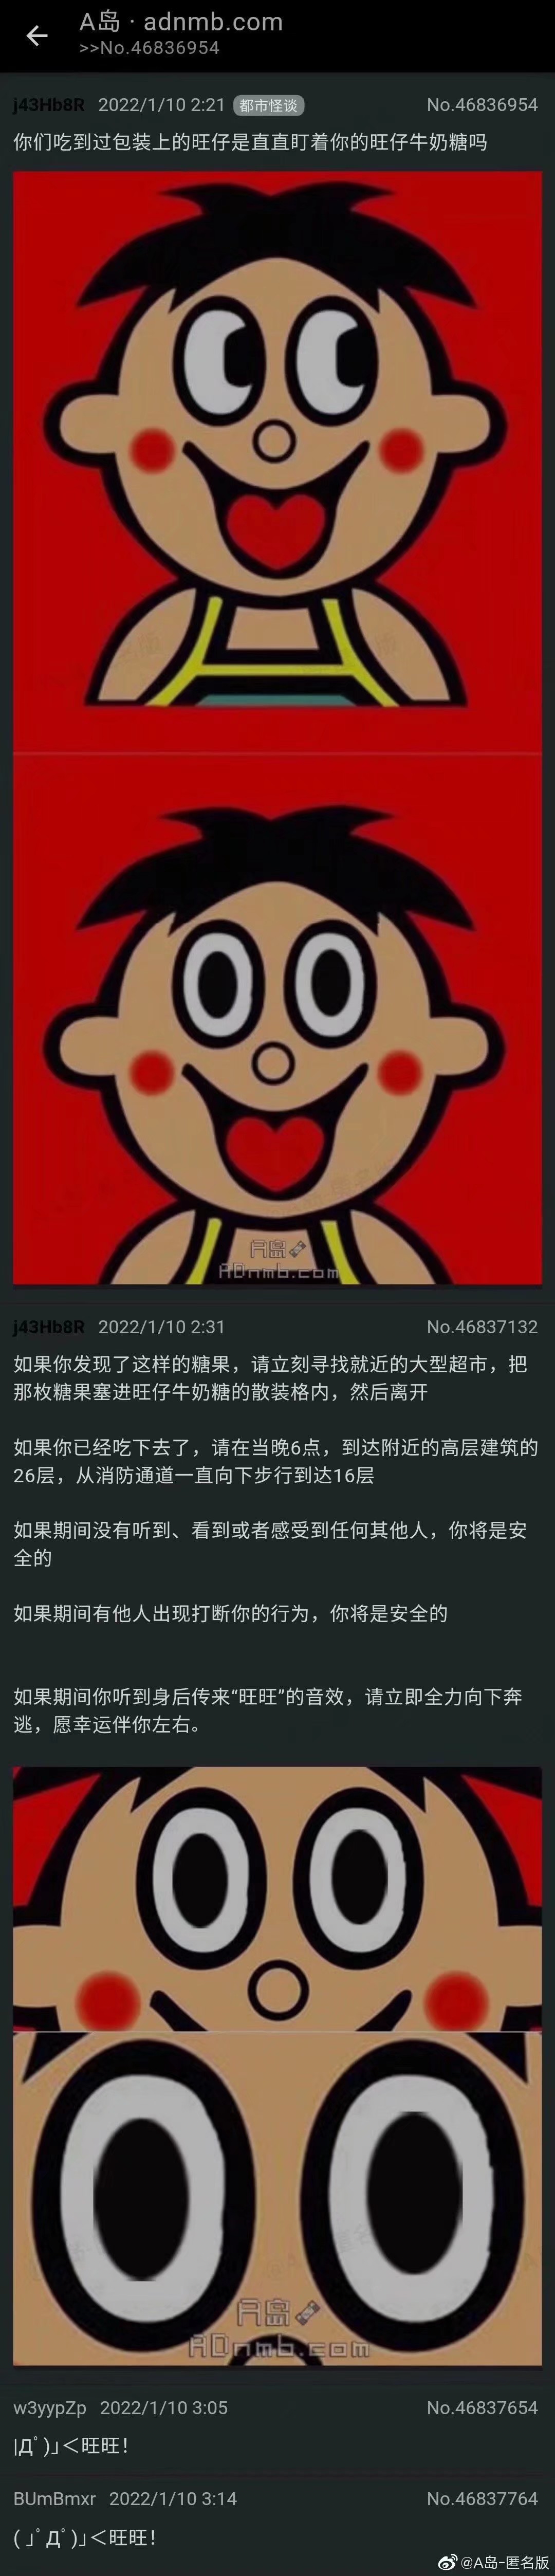 A岛 · adnmb.com
>>No.46836954
j43Hb8R 2022/1/10 2:21 都市怪谈 No.46836954
你们吃到过包装上的旺仔是直直盯着你的旺仔牛奶糖吗
A岛
ADnmb.com
j43Hb8R 2022/1/10 2:31 No.46837132
如果你发现了这样的糖果，请立刻寻找就近的大型超市，把
那枚糖果塞进旺仔牛奶糖的散装格内，然后离开
如果你已经吃下去了，请在当晚6点，到达附近的高层建筑的
26层，从消防通道一直向下步行到达16层
如果期间没有听到、看到或者感受到任何其他人，你将是安
全的
如果期间有他人出现打断你的行为，你将是安全的
如果期间你听到身后传来“旺旺”的音效，请立即全力向下奔
逃，愿幸运伴你左右。
A岛
ADnmb.com
w3yypZp 2022/1/10 3:05 No.46837654
|Дﾟ)｣＜旺旺！
BUmBmxr 2022/1/10 3:14 No.46837764
( ｣ﾟДﾟ)｣＜旺旺！
@A岛-匿名版